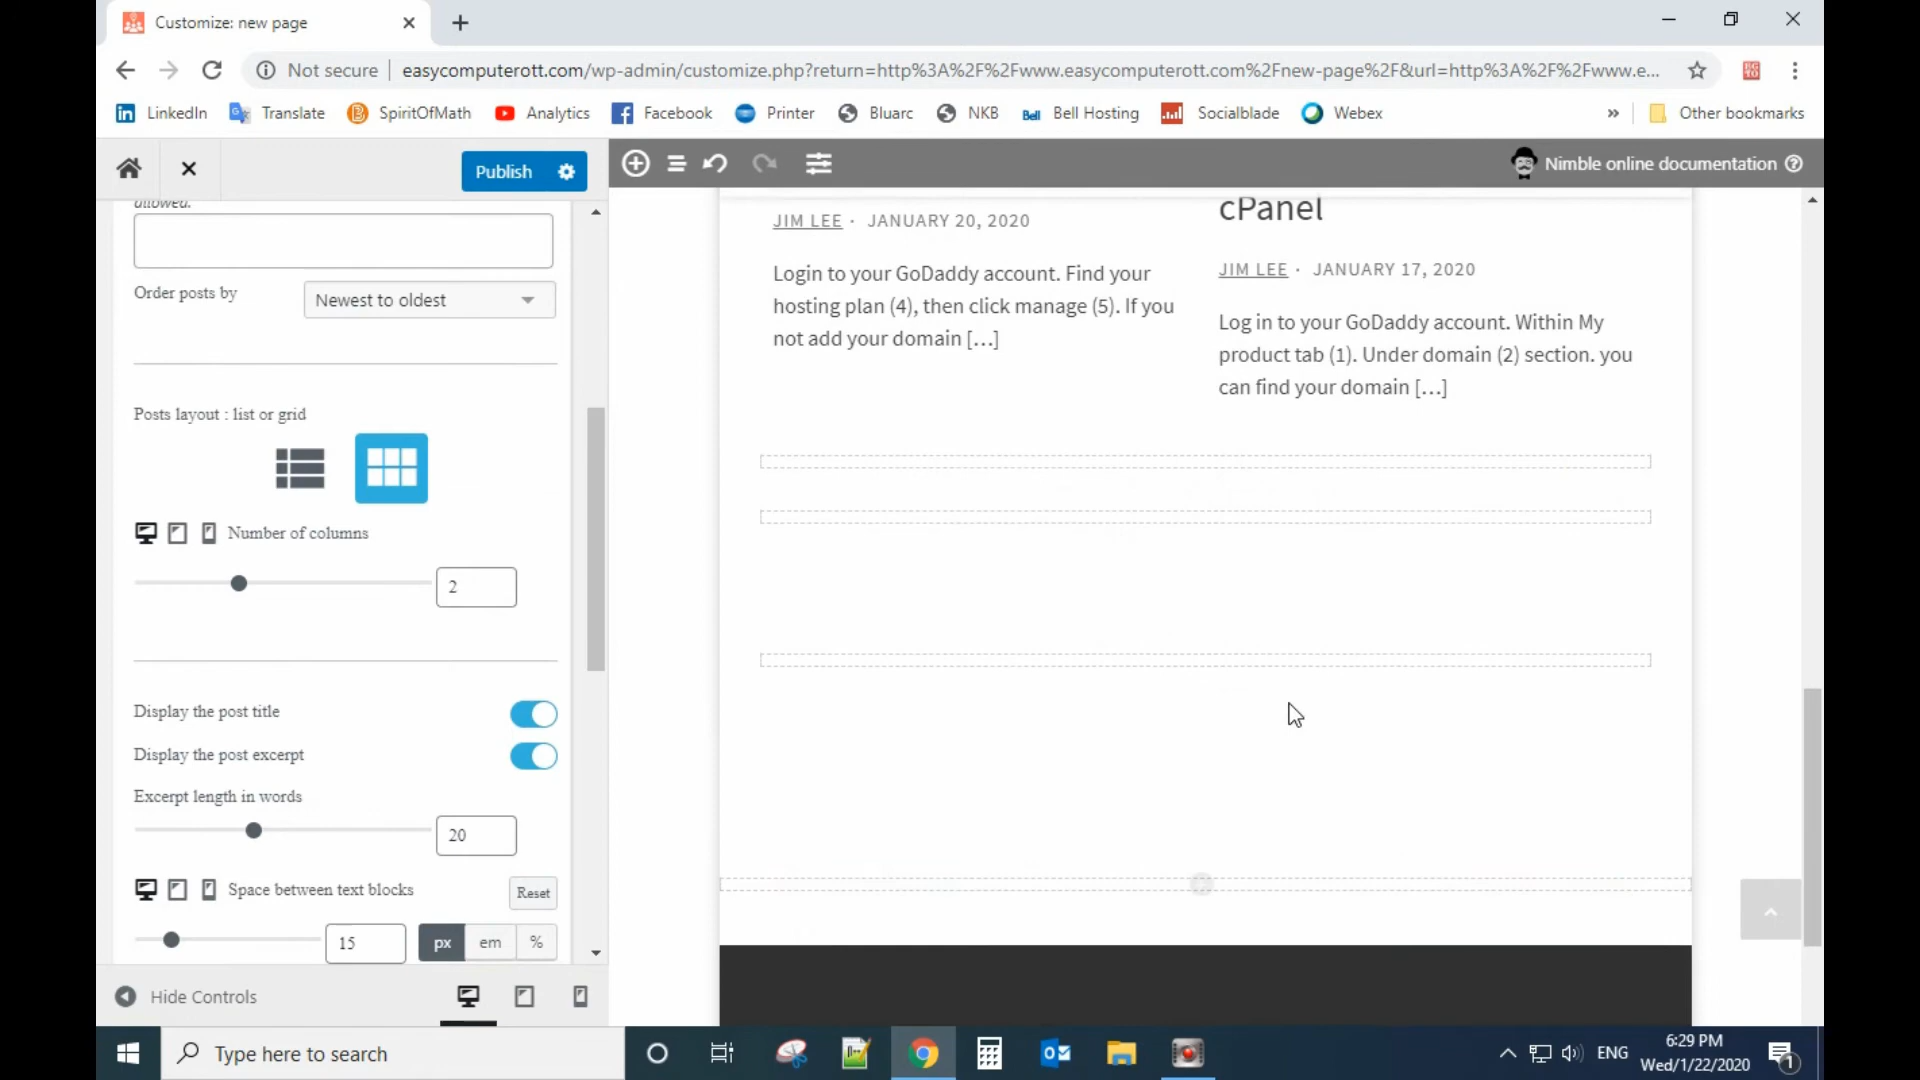 Customize: new page
Not secure
easycomputerott.com/wp-admin/customize.php?return=http%3A%2F%2Fwww.easycomputerott.com%2Fnew-page%2F&url=http%3A%2F%2Fwww.e...
LinkedIn
Translate
SpiritOfMath
Analytics
Facebook
Printer
Bluarc
NKB
Bell Hosting
Socialblade
Webex
Other bookmarks
Publish
Nimble online documentation
allowed.
Order posts by
Newest to oldest
Posts layout : list or grid
Number of columns
2
Display the post title
Display the post excerpt
Excerpt length in words
20
Space between text blocks
Reset
15
px
em
%
Hide Controls
JIM LEE · JANUARY 20, 2020
Login to your GoDaddy account. Find your
hosting plan (4), then click manage (5). If you
not add your domain […]
cPanel
JIM LEE · JANUARY 17, 2020
Log in to your GoDaddy account. Within My
product tab (1). Under domain (2) section. you
can find your domain […]
Type here to search
ENG
6:29 PM
Wed/1/22/2020
1